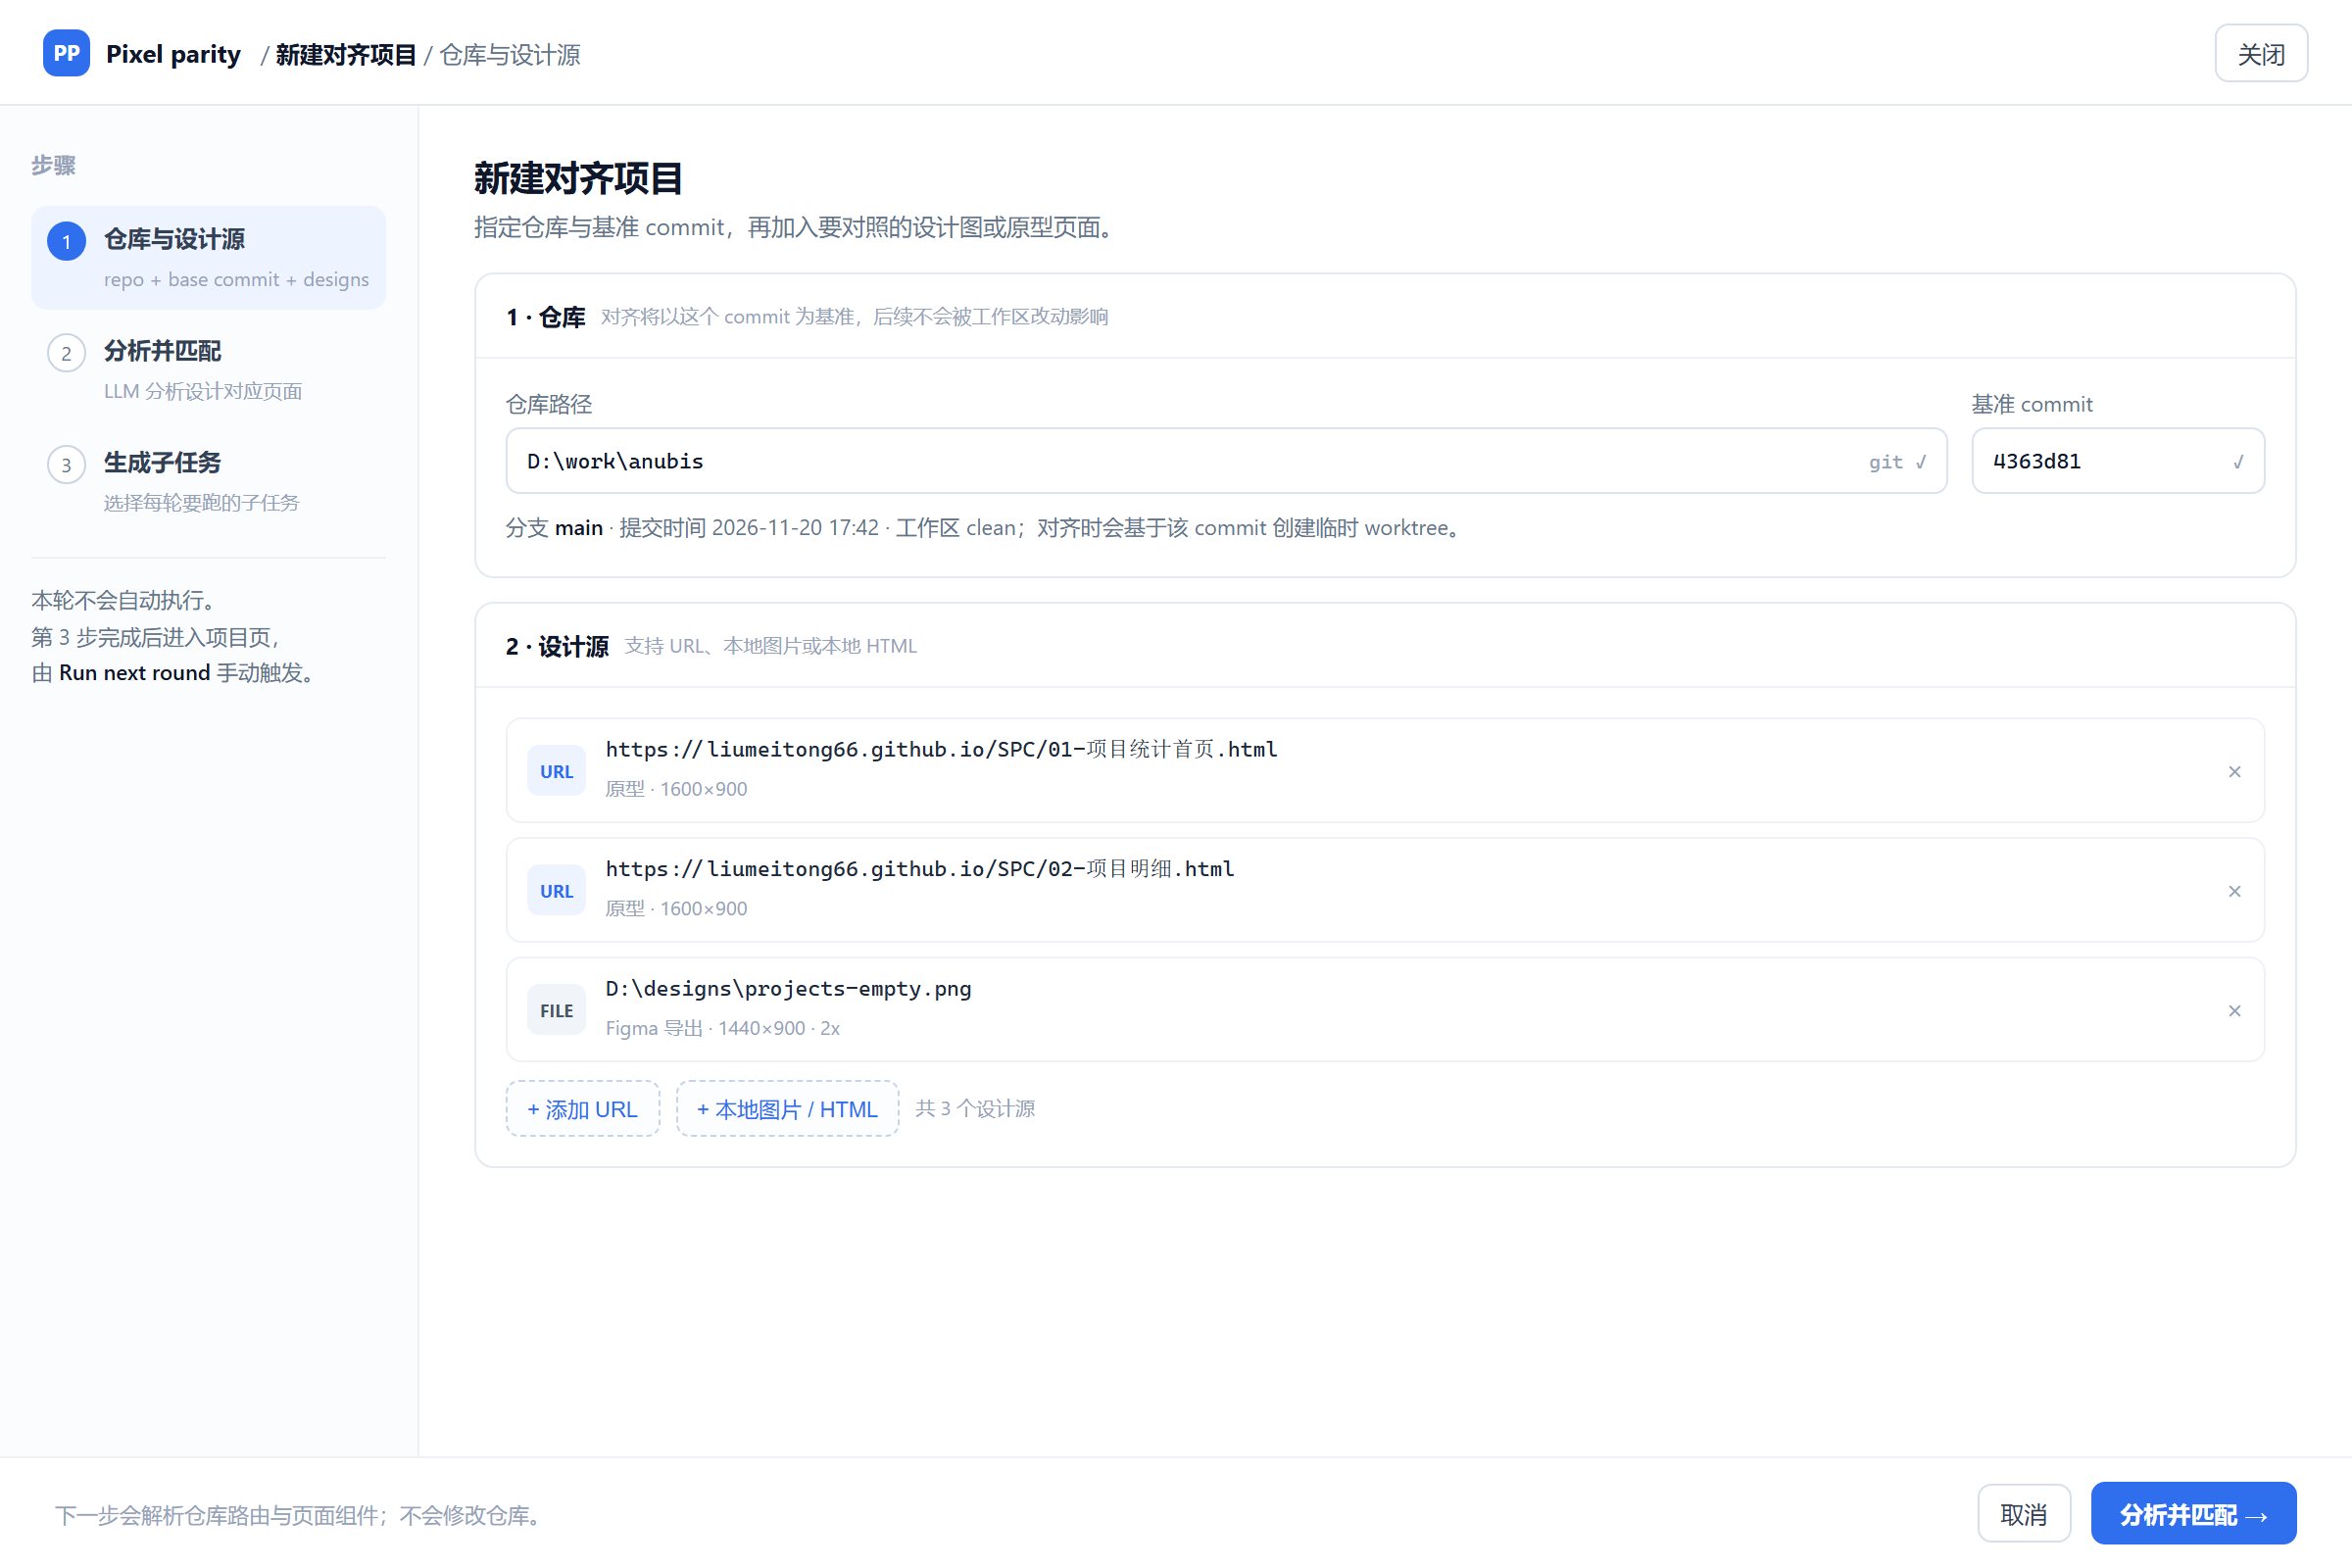 PP Pixel parity / 新建对齐项目 / 仓库与设计源
关闭
步骤
1 仓库与设计源
repo + base commit + designs
2 分析并匹配
LLM 分析设计对应页面
3 生成子任务
选择每轮要跑的子任务
本轮不会自动执行。
第 3 步完成后进入项目页，
由 Run next round 手动触发。
新建对齐项目
指定仓库与基准 commit，再加入要对照的设计图或原型页面。
1 · 仓库 对齐将以这个 commit 为基准，后续不会被工作区改动影响
仓库路径
D:\work\anubis git ✓
基准 commit
4363d81 ✓
分支 main · 提交时间 2026-11-20 17:42 · 工作区 clean；对齐时会基于该 commit 创建临时 worktree。
2 · 设计源 支持 URL、本地图片或本地 HTML
URL
https://liumeitong66.github.io/SPC/01-项目统计首页.html
原型 · 1600×900
×
URL
https://liumeitong66.github.io/SPC/02-项目明细.html
原型 · 1600×900
×
FILE
D:\designs\projects-empty.png
Figma 导出 · 1440×900 · 2x
×
+ 添加 URL
+ 本地图片 / HTML
共 3 个设计源
下一步会解析仓库路由与页面组件；不会修改仓库。
取消
分析并匹配 →